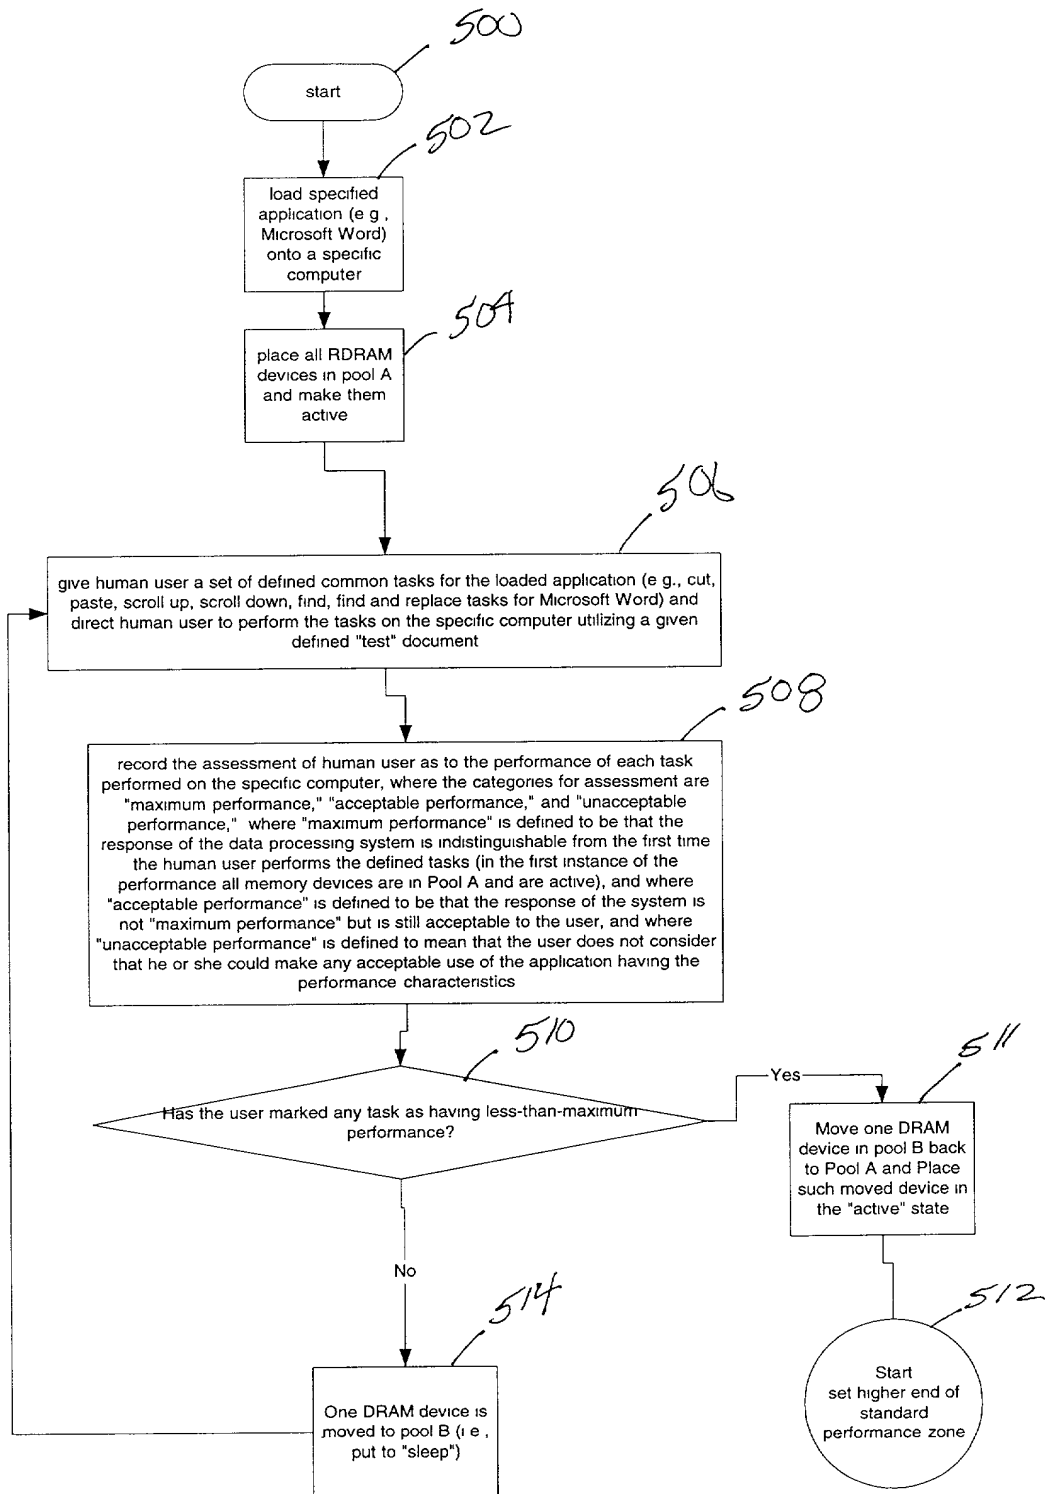 500
start
502
load specified
application (e g ,
Microsoft Word)
onto a specific
computer
504
place all RDRAM
devices in pool A
and make them
active
506
give human user a set of defined common tasks for the loaded application (e g., cut,
paste, scroll up, scroll down, find, find and replace tasks for Microsoft Word) and
direct human user to perform the tasks on the specific computer utilizing a given
defined "test" document
508
record the assessment of human user as to the performance of each task
performed on the specific computer, where the categories for assessment are
"maximum performance," "acceptable performance," and "unacceptable
performance," where "maximum performance" is defined to be that the
response of the data processing system is indistinguishable from the first time
the human user performs the defined tasks (in the first instance of the
performance all memory devices are in Pool A and are active), and where
"acceptable performance" is defined to be that the response of the system is
not "maximum performance" but is still acceptable to the user, and where
"unacceptable performance" is defined to mean that the user does not consider
that he or she could make any acceptable use of the application having the
performance characteristics
510
Has the user marked any task as having less-than-maximum
performance?
Yes
511
Move one DRAM
device in pool B back
to Pool A and Place
such moved device in
the "active" state
No
514
One DRAM device is
moved to pool B (i e ,
put to "sleep")
512
Start
set higher end of
standard
performance zone